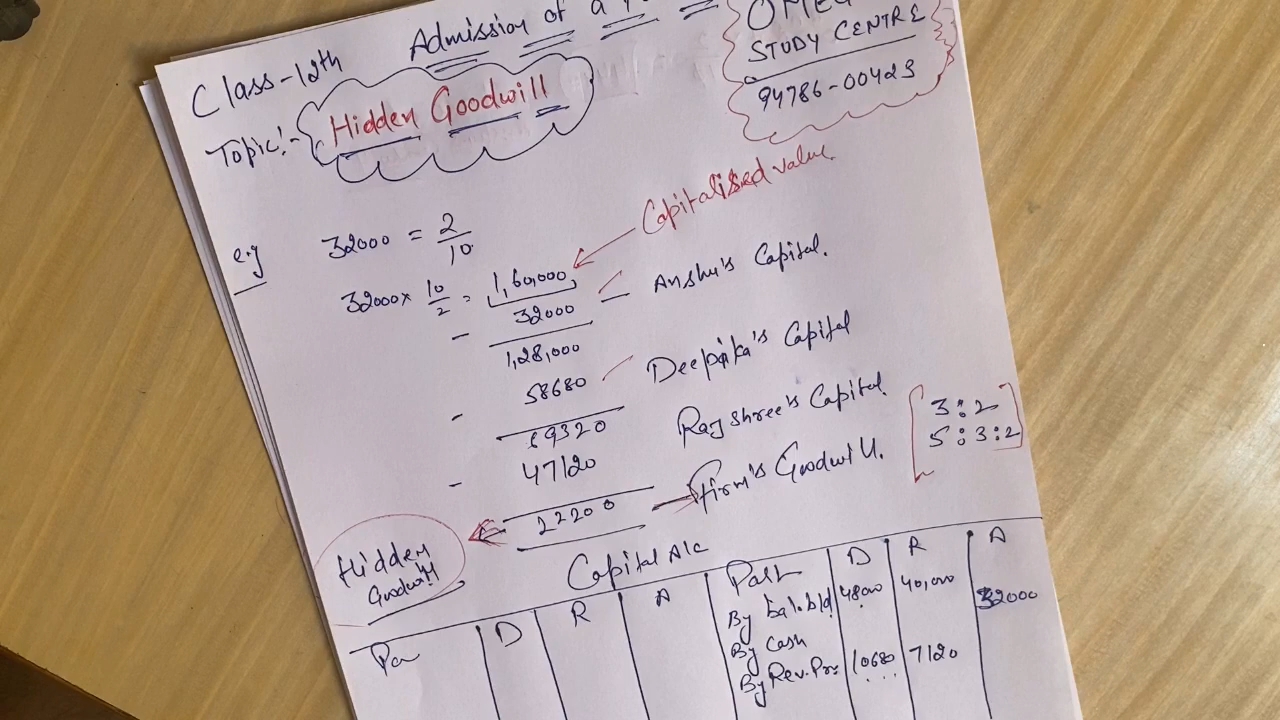 Admission of a
STUDY CENTRE
94786-00423
Class-12th
Topic:- Hidden Goodwill
e.g 32000 = 2/10
Capitalised value
32000 x 10/2 = 1,60,000
- 32000 - Anshu's Capital.
1,28,000
- 58680 Deepika's Capital
69320 Rajshree's Capital
- 47120
22200 Firm's Goodwill.
3:2
5:3:2
Hidden
Goodwill
Capital A/c
D R A D R A
By bal. b/d 48000 40,000 32000
By Cash
By Rev. Pr. 10680 7120